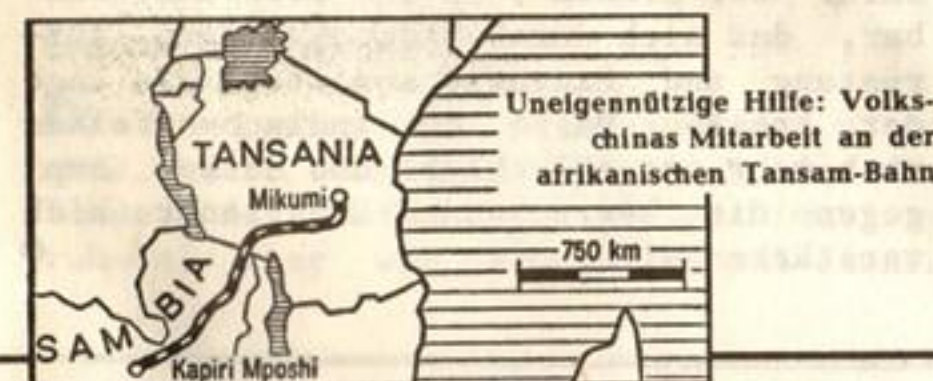 Uneigennützige Hilfe: Volks-
chinas Mitarbeit an der
afrikanischen Tansam-Bahn
TANSANIA
Mikumi
750 km
SAMBIA
Kapiri Mposhi